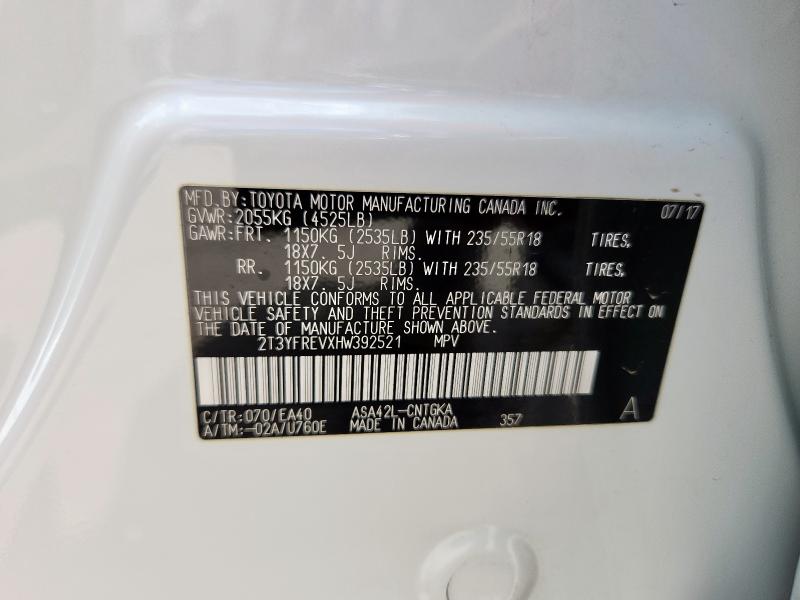 MFD.BY:TOYOTA MOTOR MANUFACTURING CANADA INC. 07/17
GVWR:2055KG (4525LB)
GAWR:FRT. 1150KG (2535LB) WITH 235/55R18 TIRES,
18X7.5J RIMS.
RR. 1150KG (2535LB) WITH 235/55R18 TIRES,
18X7.5J RIMS.
THIS VEHICLE CONFORMS TO ALL APPLICABLE FEDERAL MOTOR
VEHICLE SAFETY AND THEFT PREVENTION STANDARDS IN EFFECT ON
THE DATE OF MANUFACTURE SHOWN ABOVE.
2T3YFREVXHW392521 MPV
C/TR:070/EA40 ASA42L-CNTGKA A
A/TM:-02A/U760E MADE IN CANADA 357